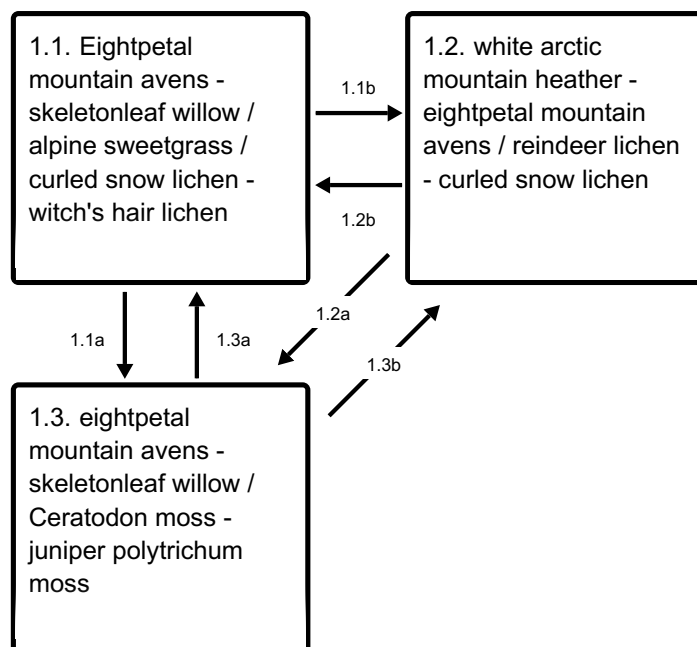 1.1. Eightpetal
mountain avens -
skeletonleaf willow /
alpine sweetgrass /
curled snow lichen -
witch's hair lichen
1.1b
1.2. white arctic
mountain heather -
eightpetal mountain
avens / reindeer lichen
- curled snow lichen
1.2b
1.1a
1.3a
1.2a
1.3b
1.3. eightpetal
mountain avens -
skeletonleaf willow /
Ceratodon moss -
juniper polytrichum
moss